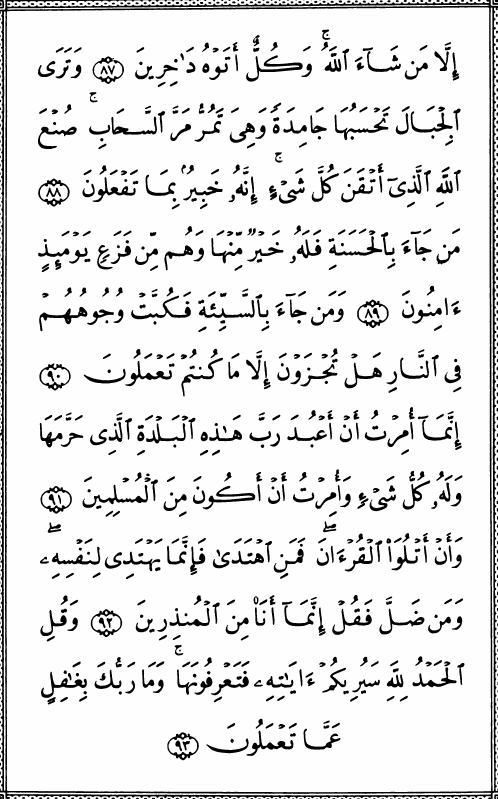 إِلَّا مَن شَآءَ ٱللَّهُ ۚ وَكُلٌّ أَتَوْهُ دَٰخِرِينَ ﴿٨٧﴾ وَتَرَى
ٱلْجِبَالَ تَحْسَبُهَا جَامِدَةً وَهِىَ تَمُرُّ مَرَّ ٱلسَّحَابِ ۚ صُنْعَ
ٱللَّهِ ٱلَّذِىٓ أَتْقَنَ كُلَّ شَىْءٍ ۚ إِنَّهُۥ خَبِيرٌۢ بِمَا تَفْعَلُونَ ﴿٨٨﴾
مَن جَآءَ بِٱلْحَسَنَةِ فَلَهُۥ خَيْرٌ مِّنْهَا وَهُم مِّن فَزَعٍ يَوْمَئِذٍ
ءَامِنُونَ ﴿٨٩﴾ وَمَن جَآءَ بِٱلسَّيِّئَةِ فَكُبَّتْ وُجُوهُهُمْ
فِى ٱلنَّارِ هَلْ تُجْزَوْنَ إِلَّا مَا كُنتُمْ تَعْمَلُونَ ﴿٩٠﴾
إِنَّمَآ أُمِرْتُ أَنْ أَعْبُدَ رَبَّ هَٰذِهِ ٱلْبَلْدَةِ ٱلَّذِى حَرَّمَهَا
وَلَهُۥ كُلُّ شَىْءٍ وَأُمِرْتُ أَنْ أَكُونَ مِنَ ٱلْمُسْلِمِينَ ﴿٩١﴾
وَأَنْ أَتْلُوَا۟ ٱلْقُرْءَانَ ۖ فَمَنِ ٱهْتَدَىٰ فَإِنَّمَا يَهْتَدِى لِنَفْسِهِۦ ۖ
وَمَن ضَلَّ فَقُلْ إِنَّمَآ أَنَا۠ مِنَ ٱلْمُنذِرِينَ ﴿٩٢﴾ وَقُلِ
ٱلْحَمْدُ لِلَّهِ سَيُرِيكُمْ ءَايَٰتِهِۦ فَتَعْرِفُونَهَا ۚ وَمَا رَبُّكَ بِغَٰفِلٍ
عَمَّا تَعْمَلُونَ ﴿٩٣﴾